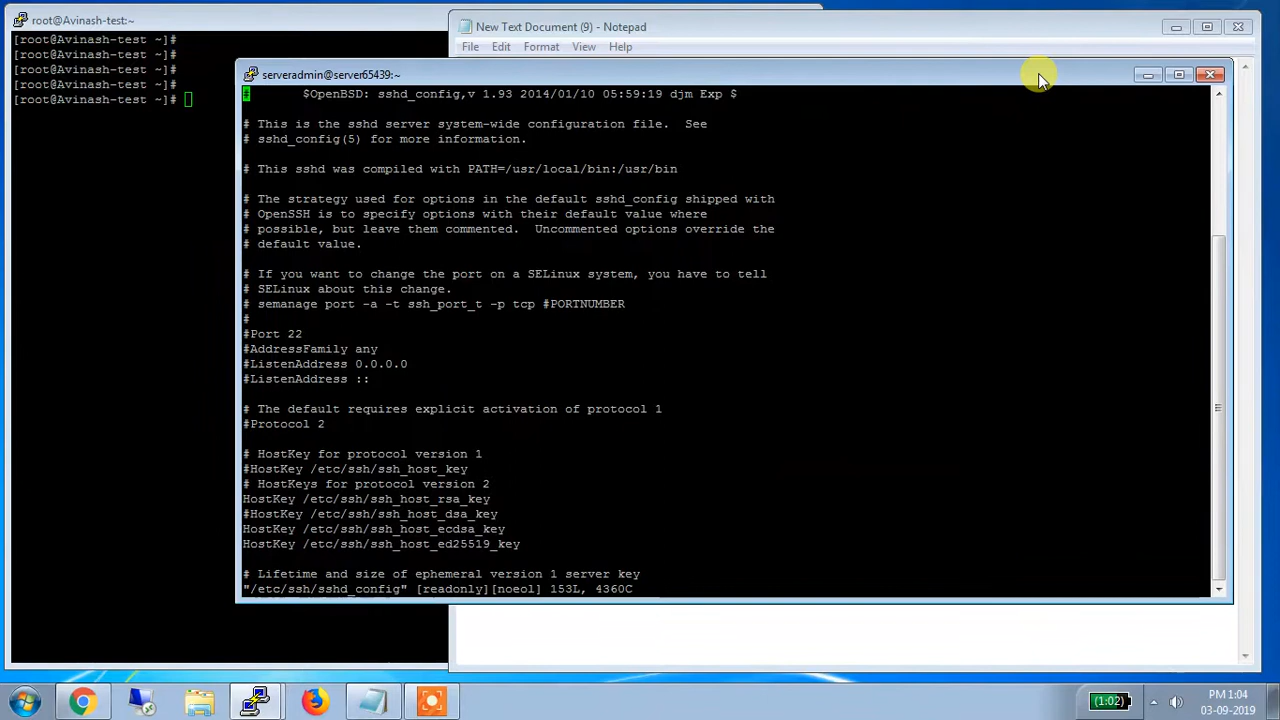 root@Avinash-test:~
[root@Avinash-test ~]#
[root@Avinash-test ~]#
[root@Avinash-test ~]#
[root@Avinash-test ~]#
[root@Avinash-test ~]#
New Text Document (9) - Notepad
File Edit Format View Help
serveradmin@server65439:~
#       $OpenBSD: sshd_config,v 1.93 2014/01/10 05:59:19 djm Exp $
# This is the sshd server system-wide configuration file.  See
# sshd_config(5) for more information.
# This sshd was compiled with PATH=/usr/local/bin:/usr/bin
# The strategy used for options in the default sshd_config shipped with
# OpenSSH is to specify options with their default value where
# possible, but leave them commented.  Uncommented options override the
# default value.
# If you want to change the port on a SELinux system, you have to tell
# SELinux about this change.
# semanage port -a -t ssh_port_t -p tcp #PORTNUMBER
#
#Port 22
#AddressFamily any
#ListenAddress 0.0.0.0
#ListenAddress ::
# The default requires explicit activation of protocol 1
#Protocol 2
# HostKey for protocol version 1
#HostKey /etc/ssh/ssh_host_key
# HostKeys for protocol version 2
HostKey /etc/ssh/ssh_host_rsa_key
#HostKey /etc/ssh/ssh_host_dsa_key
HostKey /etc/ssh/ssh_host_ecdsa_key
HostKey /etc/ssh/ssh_host_ed25519_key
# Lifetime and size of ephemeral version 1 server key
"/etc/ssh/sshd_config" [readonly][noeol] 153L, 4360C
(1:02)
PM 1:04
03-09-2019